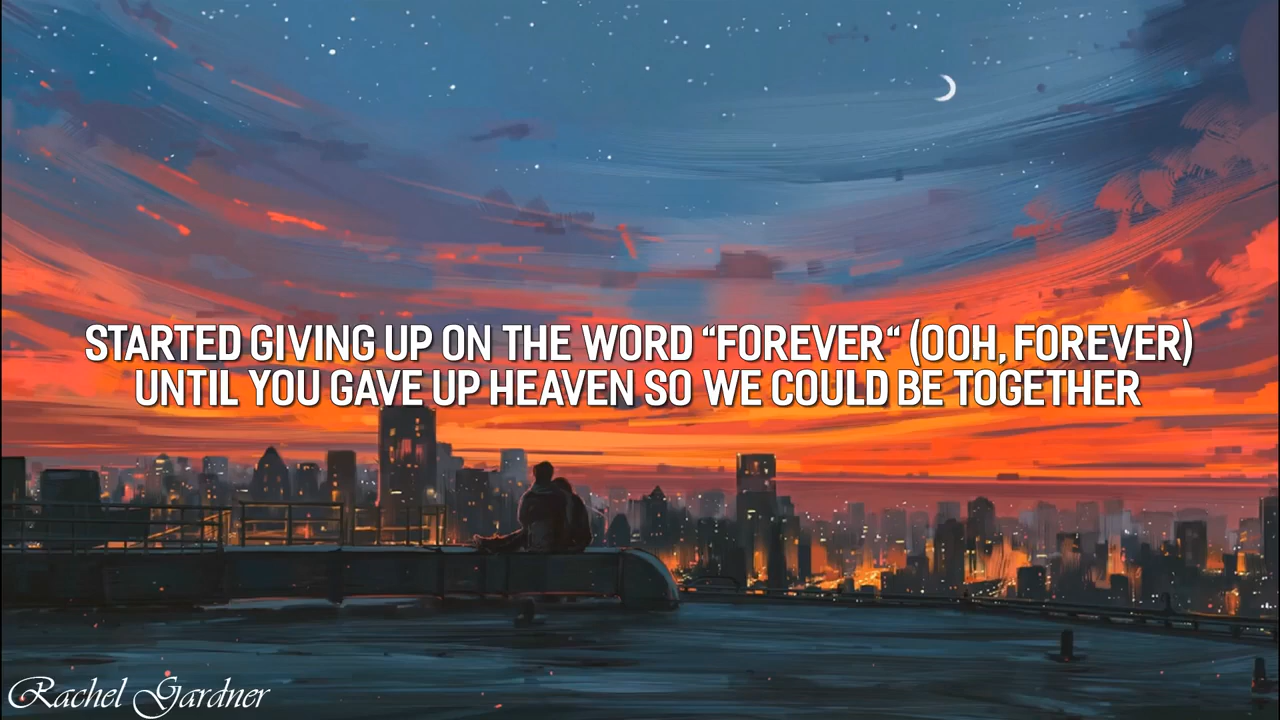 STARTED GIVING UP ON THE WORD “FOREVER“ (OOH, FOREVER)
UNTIL YOU GAVE UP HEAVEN SO WE COULD BE TOGETHER
Rachel Gardner